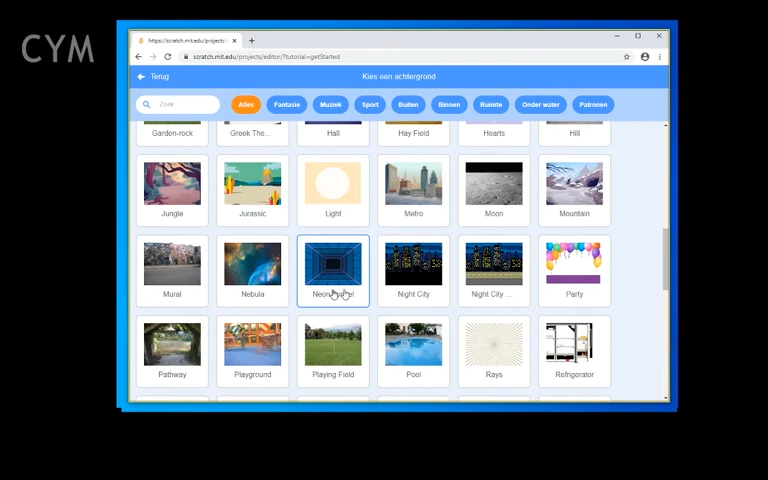 CYM
https://scratch.mit.edu/projects/
scratch.mit.edu/projects/editor/?tutorial=getStarted
Terug
Kies een achtergrond
Zoek
Alles
Fantasie
Muziek
Sport
Buiten
Binnen
Ruimte
Onder water
Patronen
Garden-rock
Greek The...
Hall
Hay Field
Hearts
Hill
Jungle
Jurassic
Light
Metro
Moon
Mountain
Mural
Nebula
Neon Tunnel
Night City
Night City ...
Party
Pathway
Playground
Playing Field
Pool
Rays
Refrigerator